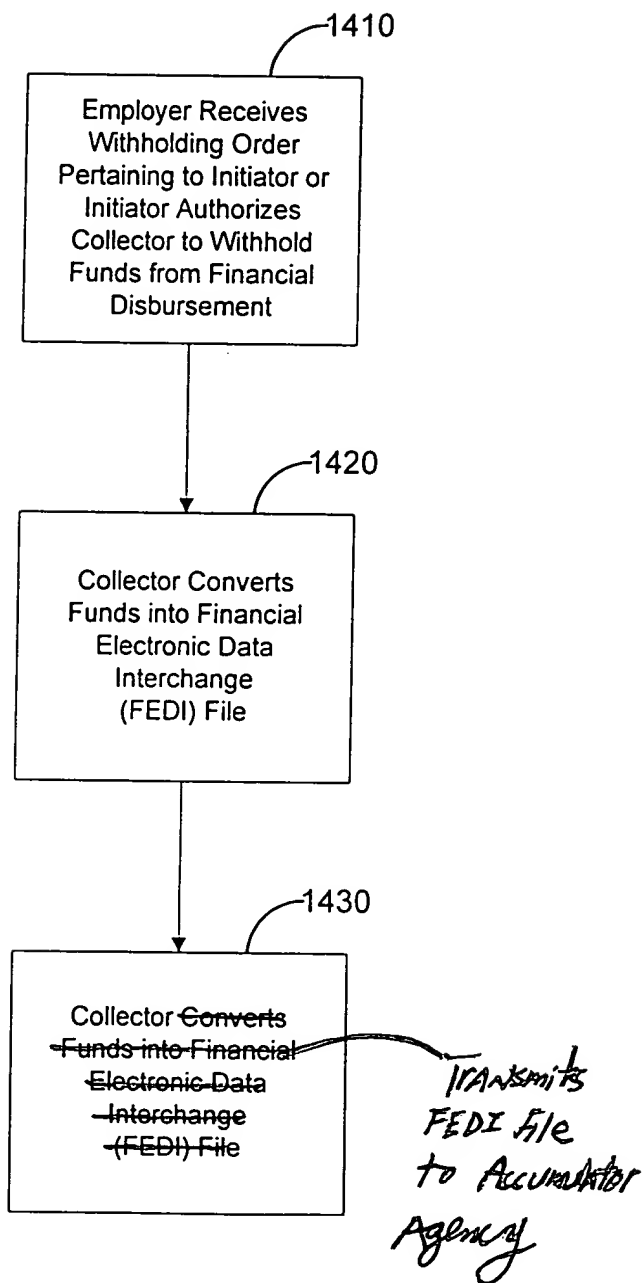 1410
Employer Receives
Withholding Order
Pertaining to Initiator or
Initiator Authorizes
Collector to Withhold
Funds from Financial
Disbursement
1420
Collector Converts
Funds into Financial
Electronic Data
Interchange
(FEDI) File
1430
Collector Converts
Funds into Financial
Electronic Data
Interchange
(FEDI) File
Transmits
FEDI File
to Accumulator
Agency